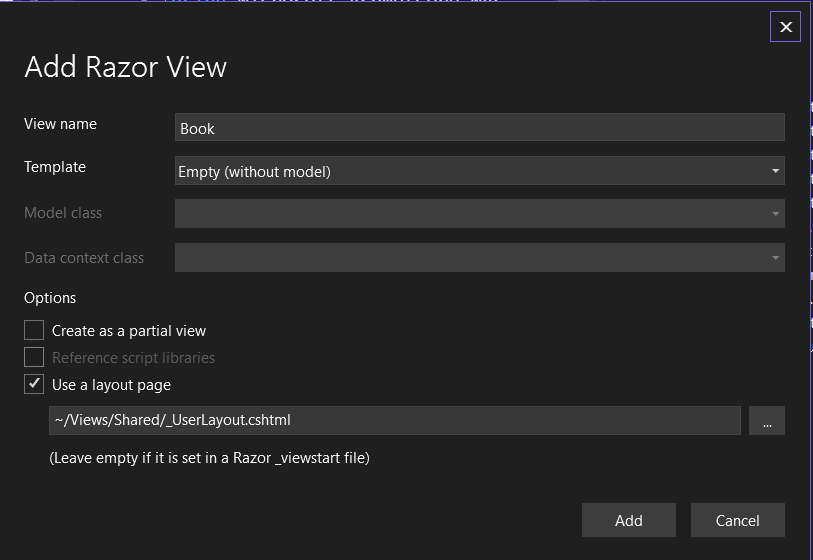 Add Razor View
View name
Book
Template
Empty (without model)
Model class
Data context class
Options
Create as a partial view
Reference script libraries
Use a layout page
~/Views/Shared/_UserLayout.cshtml
...
(Leave empty if it is set in a Razor _viewstart file)
Add
Cancel